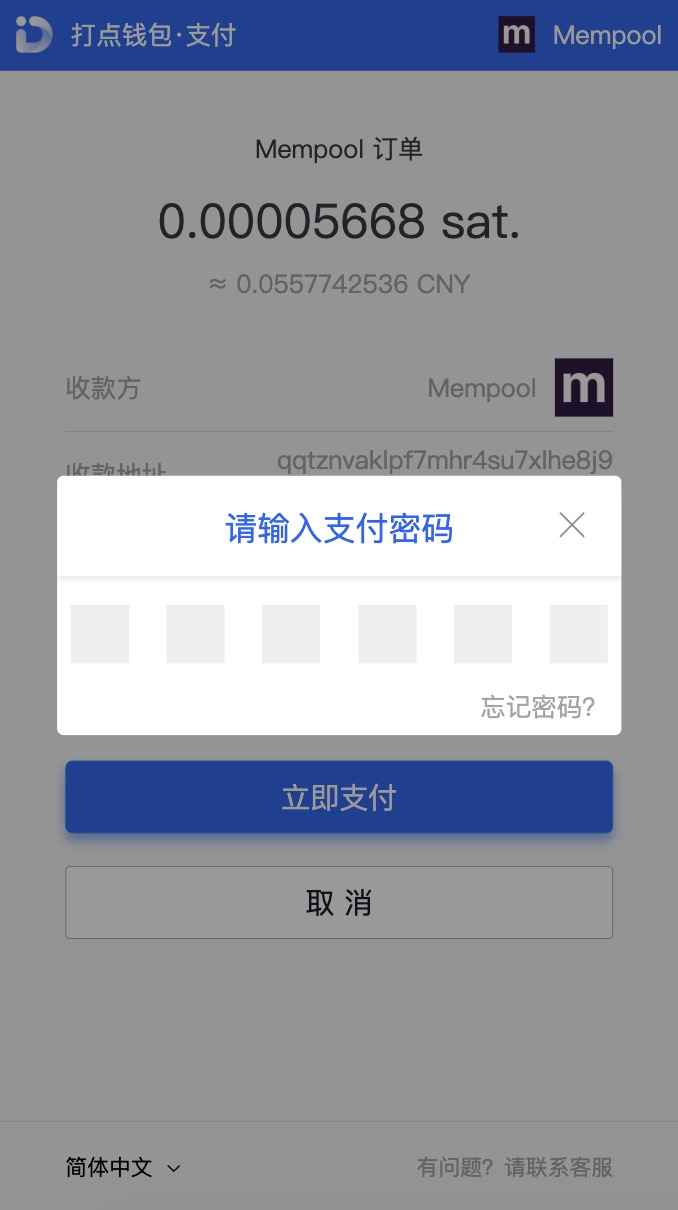 打点钱包·支付
m Mempool
Mempool 订单
0.00005668 sat.
≈ 0.0557742536 CNY
收款方
Mempool m
收款地址
qqtznvaklpf7mhr4su7xlhe8j9
请输入支付密码
忘记密码?
立即支付
取 消
简体中文
有问题? 请联系客服